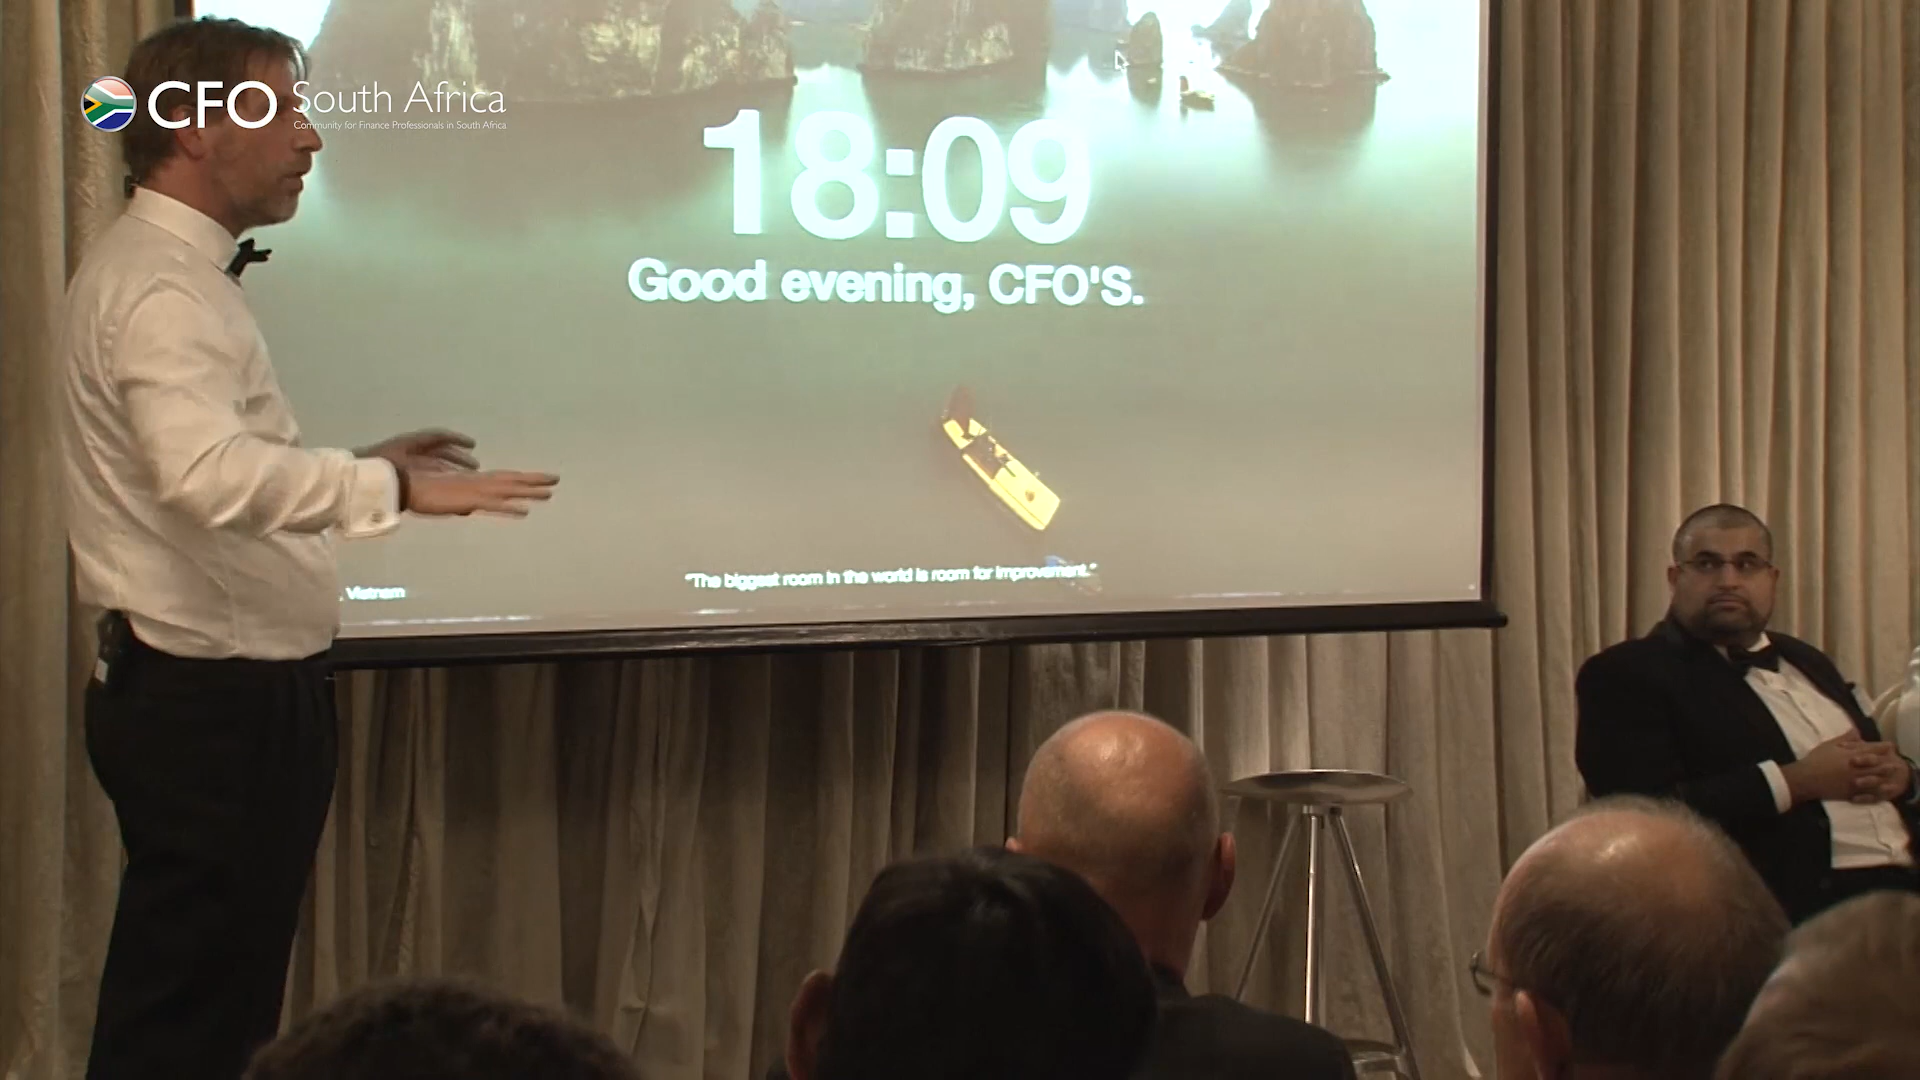 CFO South Africa
Community for Finance Professionals in South Africa
18:09
Good evening, CFO'S.
"The biggest room in the world is room for improvement."
, Vietnam